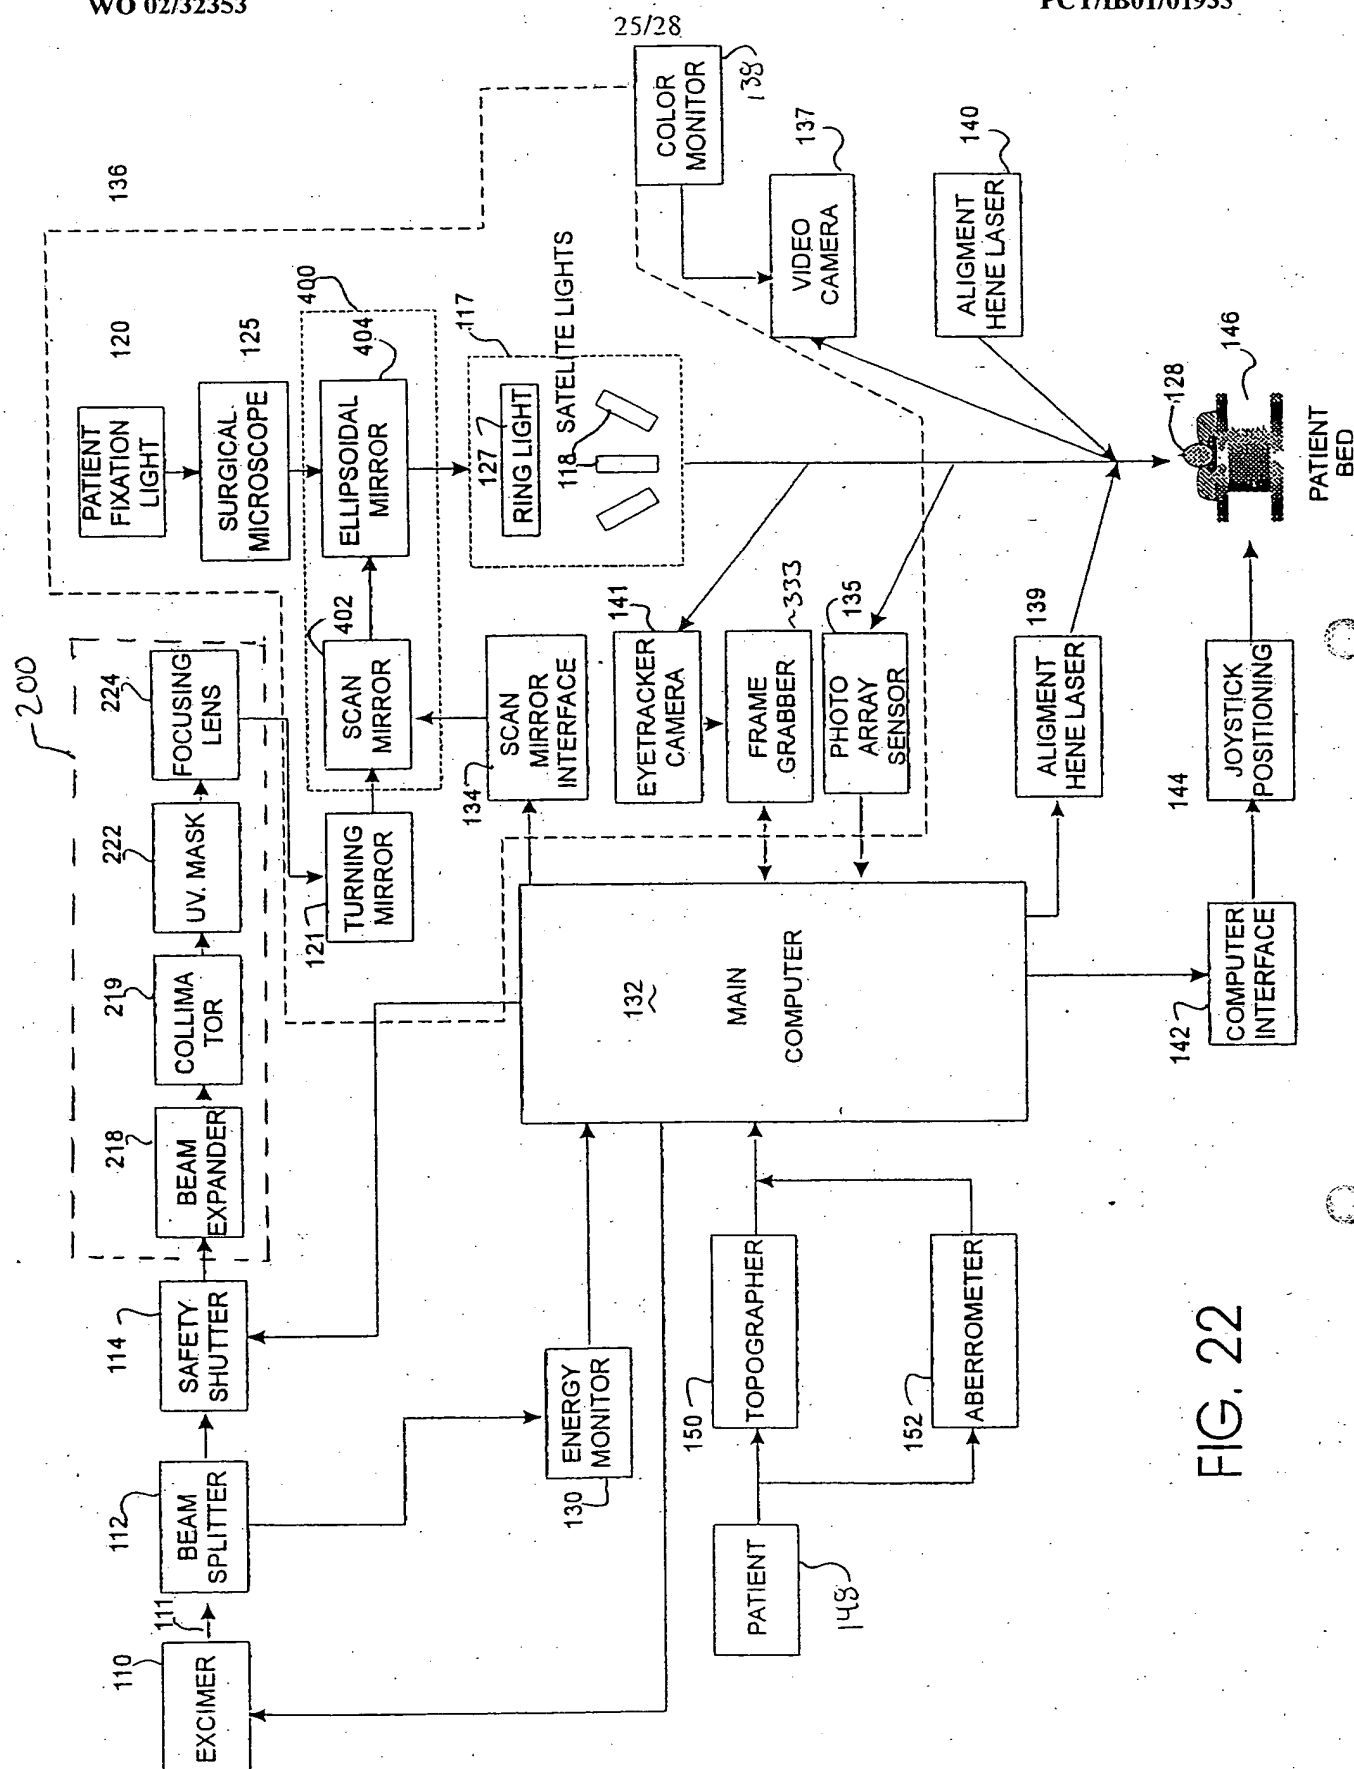 WO 02/32353
PCT/IB01/01933
25/28
200
110
EXCIMER
111
112
BEAM
SPLITTER
114
SAFETY
SHUTTER
218
BEAM
EXPANDER
219
COLLIMA
TOR
222
UV. MASK
224
FOCUSING
LENS
136
120
PATIENT
FIXATION
LIGHT
125
SURGICAL
MICROSCOPE
400
404
ELLIPSOIDAL
MIRROR
402
SCAN
MIRROR
121
TURNING
MIRROR
117
127
RING LIGHT
118
SATELITE LIGHTS
134
SCAN
MIRROR
INTERFACE
141
EYETRACKER
CAMERA
333
FRAME
GRABBER
135
PHOTO
ARRAY
SENSOR
138
COLOR
MONITOR
137
VIDEO
CAMERA
140
ALIGMENT
HENE LASER
139
ALIGMENT
HENE LASER
132
MAIN
COMPUTER
130
ENERGY
MONITOR
148
PATIENT
150
TOPOGRAPHER
152
ABERROMETER
142
COMPUTER
INTERFACE
144
JOYSTICK
POSITIONING
128
146
PATIENT
BED
FIG. 22